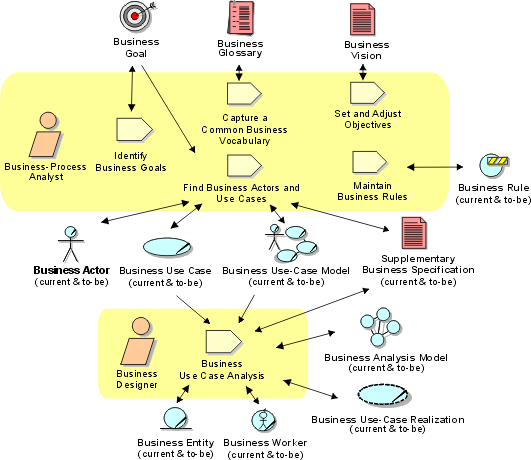 Business
Goal
Business
Glossary
Business
Vision
Capture a
Common Business
Vocabulary
Set and Adjust
Objectives
Business-Process
Analyst
Identify
Business Goals
Find Business Actors and
Use Cases
Maintain
Business Rules
Business Rule
(current & to-be)
Business Actor
(current & to-be)
Business Use Case
(current & to-be)
Business Use-Case Model
(current & to-be)
Supplementary
Business Specification
(current & to-be)
Business
Designer
Business
Use Case Analysis
Business Analysis Model
(current & to-be)
Business Use-Case Realization
(current & to-be)
Business Entity
(current & to-be)
Business Worker
(current & to-be)